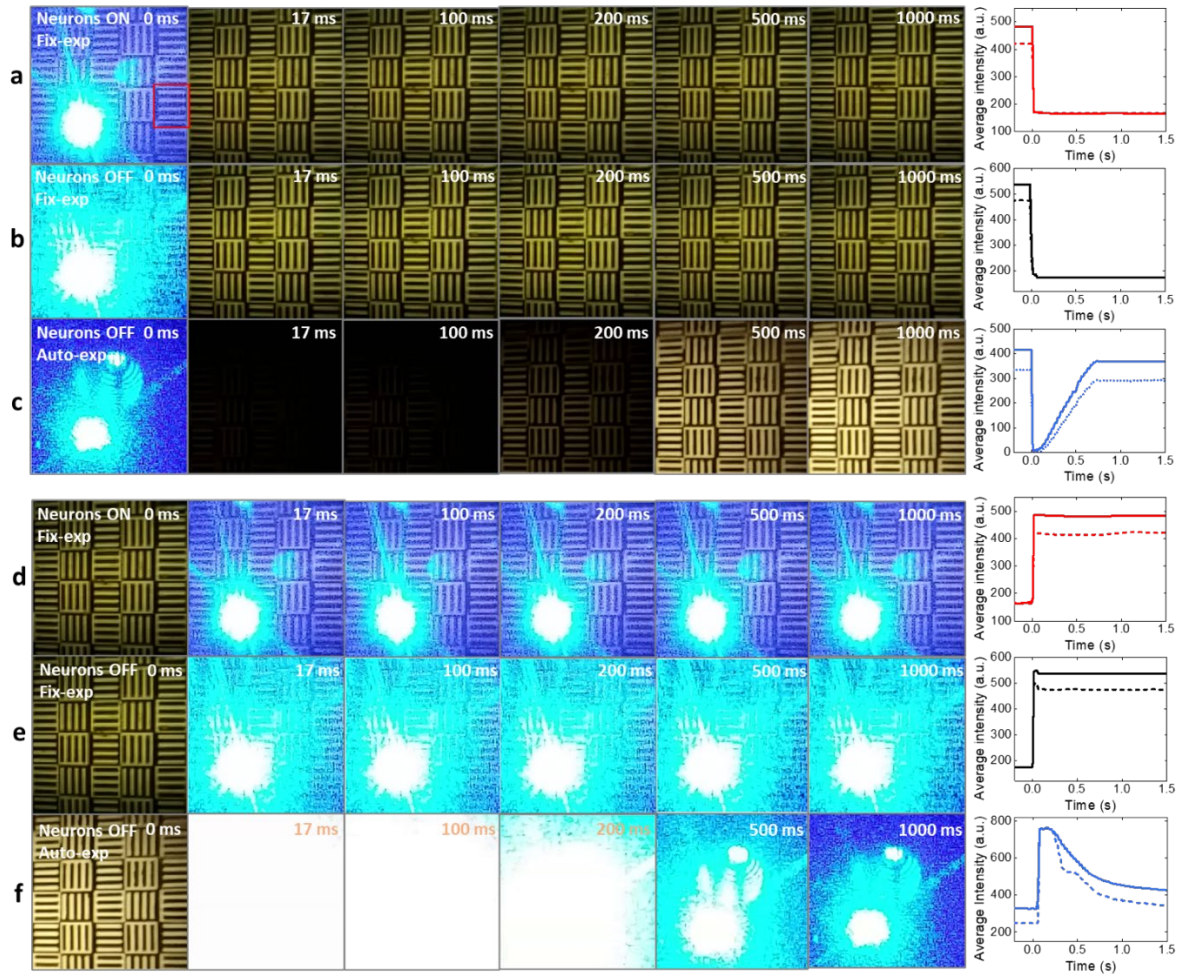 a
Neurons ON 0 ms
Fix-exp
17 ms
100 ms
200 ms
500 ms
1000 ms
Average intensity (a.u.)
500
400
300
200
100
0.0 0.5 1.0 1.5
Time (s)
b
Neurons OFF 0 ms
Fix-exp
17 ms
100 ms
200 ms
500 ms
1000 ms
Average intensity (a.u.)
600
500
400
300
200
0.0 0.5 1.0 1.5
Time (s)
c
Neurons OFF 0 ms
Auto-exp
17 ms
100 ms
200 ms
500 ms
1000 ms
Average intensity (a.u.)
500
400
300
200
100
0
0.0 0.5 1.0 1.5
Time (s)
d
Neurons ON 0 ms
Fix-exp
17 ms
100 ms
200 ms
500 ms
1000 ms
Average intensity (a.u.)
500
400
300
200
100
0.0 0.5 1.0 1.5
Time (s)
e
Neurons OFF 0 ms
Fix-exp
17 ms
100 ms
200 ms
500 ms
1000 ms
Average intensity (a.u.)
600
500
400
300
200
0.0 0.5 1.0 1.5
Time (s)
f
Neurons OFF 0 ms
Auto-exp
17 ms
100 ms
200 ms
500 ms
1000 ms
Average Intensity (a.u.)
800
600
400
200
0.0 0.5 1.0 1.5
Time (s)